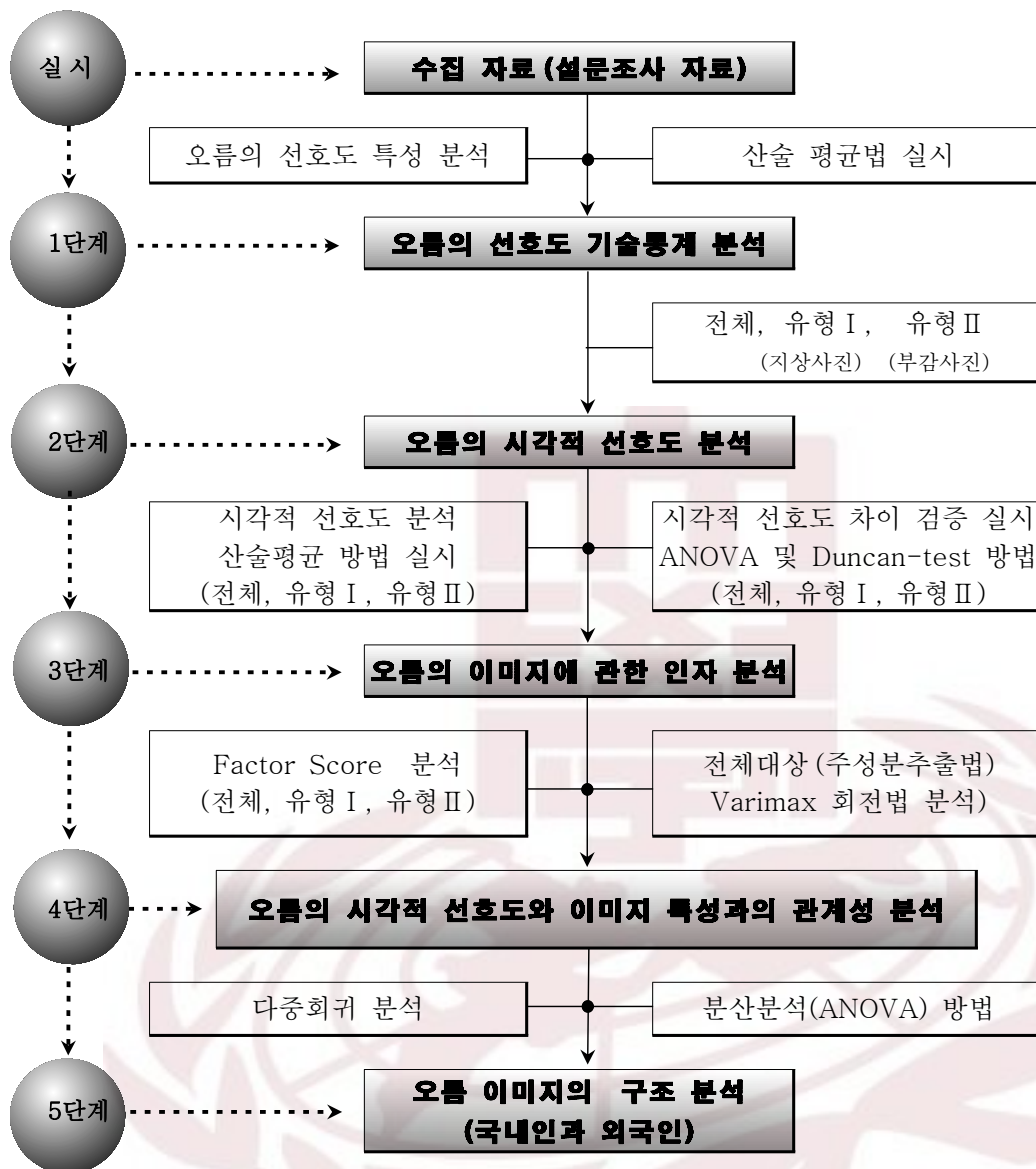 실 시
수집 자료 (설문조사 자료)
오름의 선호도 특성 분석
산술 평균법 실시
1단계
오름의 선호도 기술통계 분석
전체, 유형Ⅰ, 유형Ⅱ
(지상사진) (부감사진)
2단계
오름의 시각적 선호도 분석
시각적 선호도 분석
산술평균 방법 실시
(전체, 유형Ⅰ, 유형Ⅱ)
시각적 선호도 차이 검증 실시
ANOVA 및 Duncan-test 방법
(전체, 유형Ⅰ, 유형Ⅱ)
3단계
오름의 이미지에 관한 인자 분석
Factor Score 분석
(전체, 유형Ⅰ, 유형Ⅱ)
전체대상 (주성분추출법)
Varimax 회전법 분석)
4단계
오름의 시각적 선호도와 이미지 특성과의 관계성 분석
다중회귀 분석
분산분석(ANOVA) 방법
5단계
오름 이미지의 구조 분석
(국내인과 외국인)